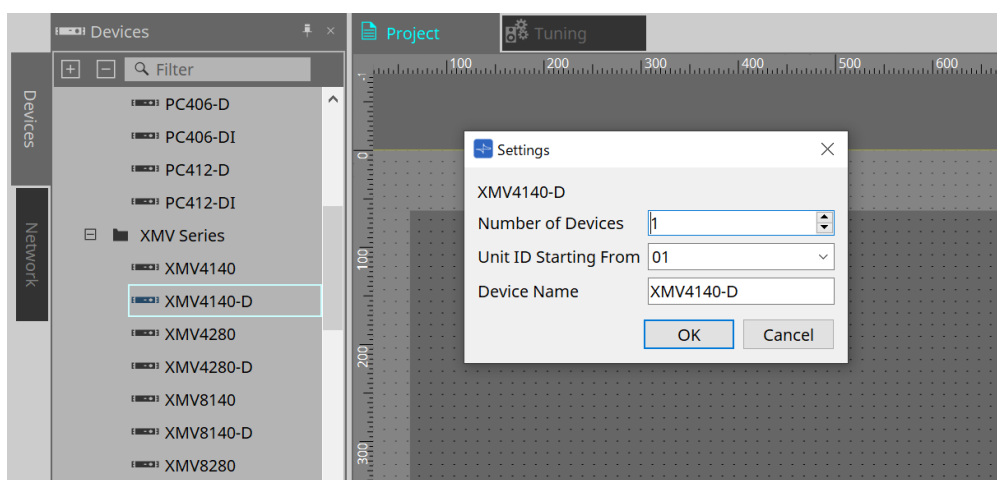 Devices
Project
Tuning
Filter
Devices
Network
PC406-D
PC406-DI
PC412-D
PC412-DI
XMV Series
XMV4140
XMV4140-D
XMV4280
XMV4280-D
XMV8140
XMV8140-D
XMV8280
100 200 300 400 500 600
-1
0
100
200
300
Settings
XMV4140-D
Number of Devices 1
Unit ID Starting From 01
Device Name XMV4140-D
OK Cancel